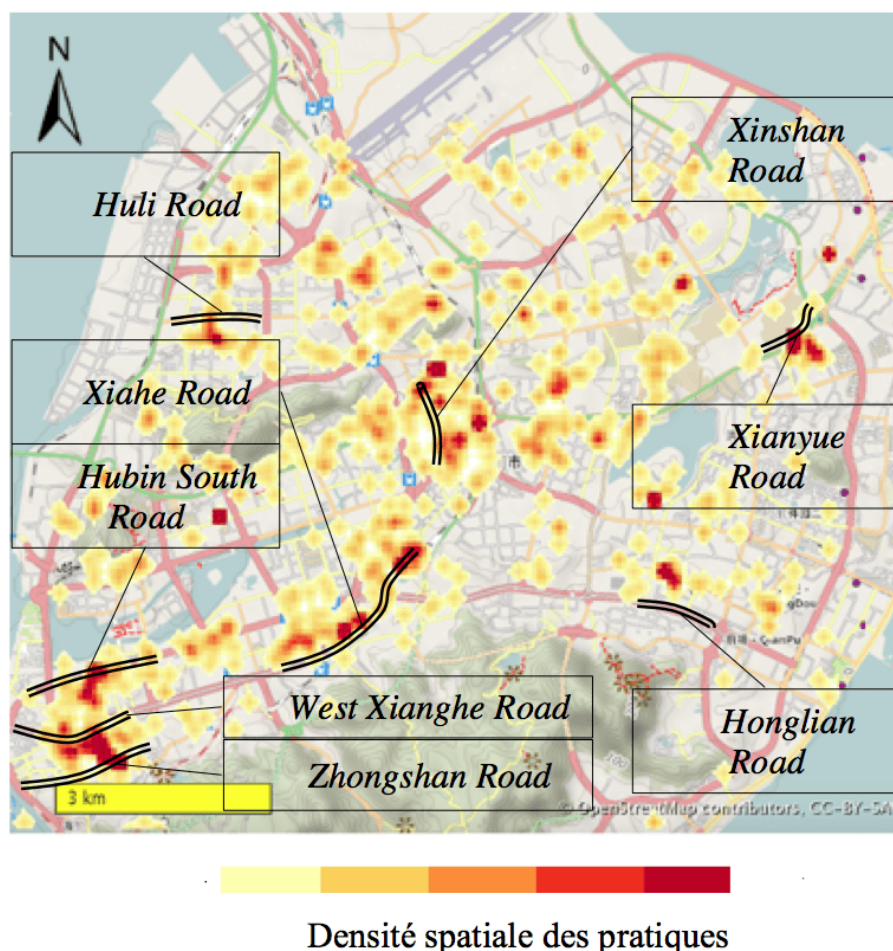 N
Xinshan
Road
Huli Road
Xiahe Road
Hubin South
Road
Xianyue
Road
市
West Xianghe Road
Zhongshan Road
Honglian
Road
3 km
© OpenStreetMap contributors, CC-BY-SA
Densité spatiale des pratiques